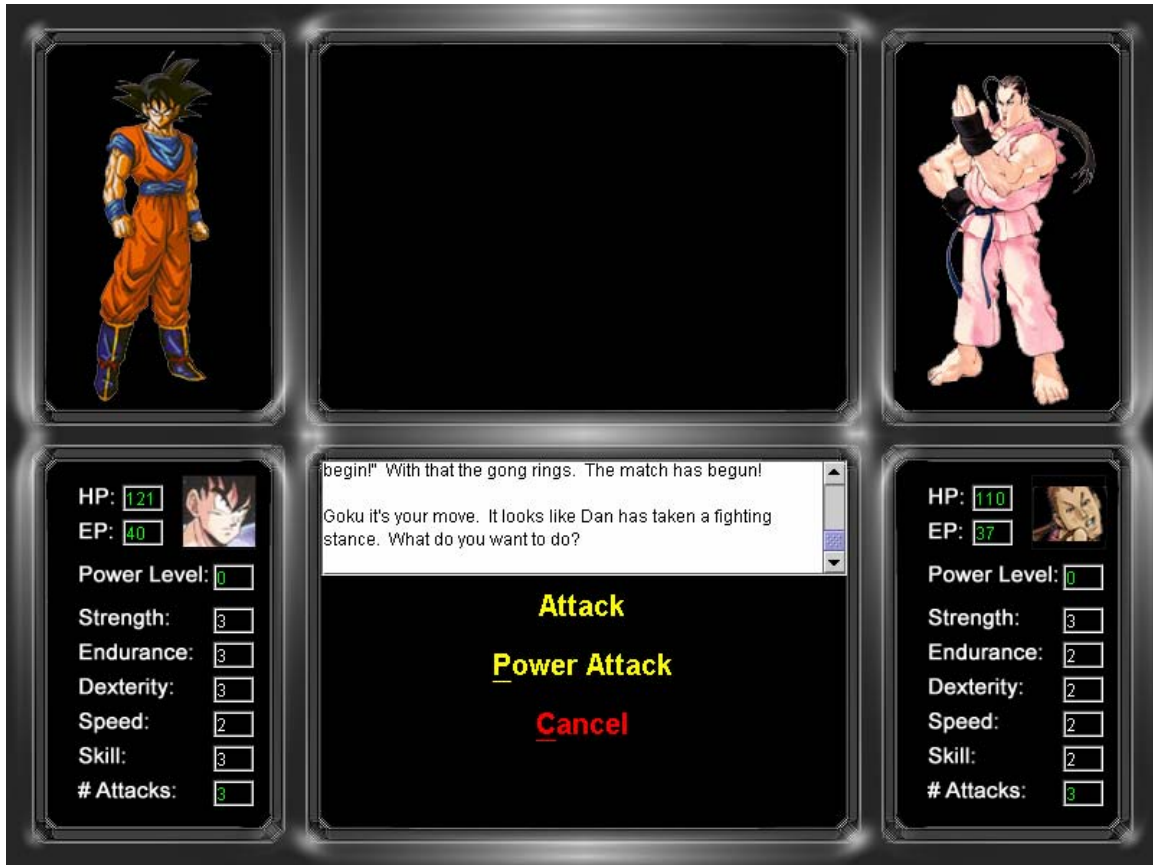 HP: 121
EP: 40
Power Level: 0
Strength: 3
Endurance: 3
Dexterity: 3
Speed: 2
Skill: 3
# Attacks: 3
begin!" With that the gong rings. The match has begun!
Goku it's your move. It looks like Dan has taken a fighting
stance. What do you want to do?
Attack
Power Attack
Cancel
HP: 110
EP: 37
Power Level: 0
Strength: 3
Endurance: 2
Dexterity: 2
Speed: 2
Skill: 2
# Attacks: 3